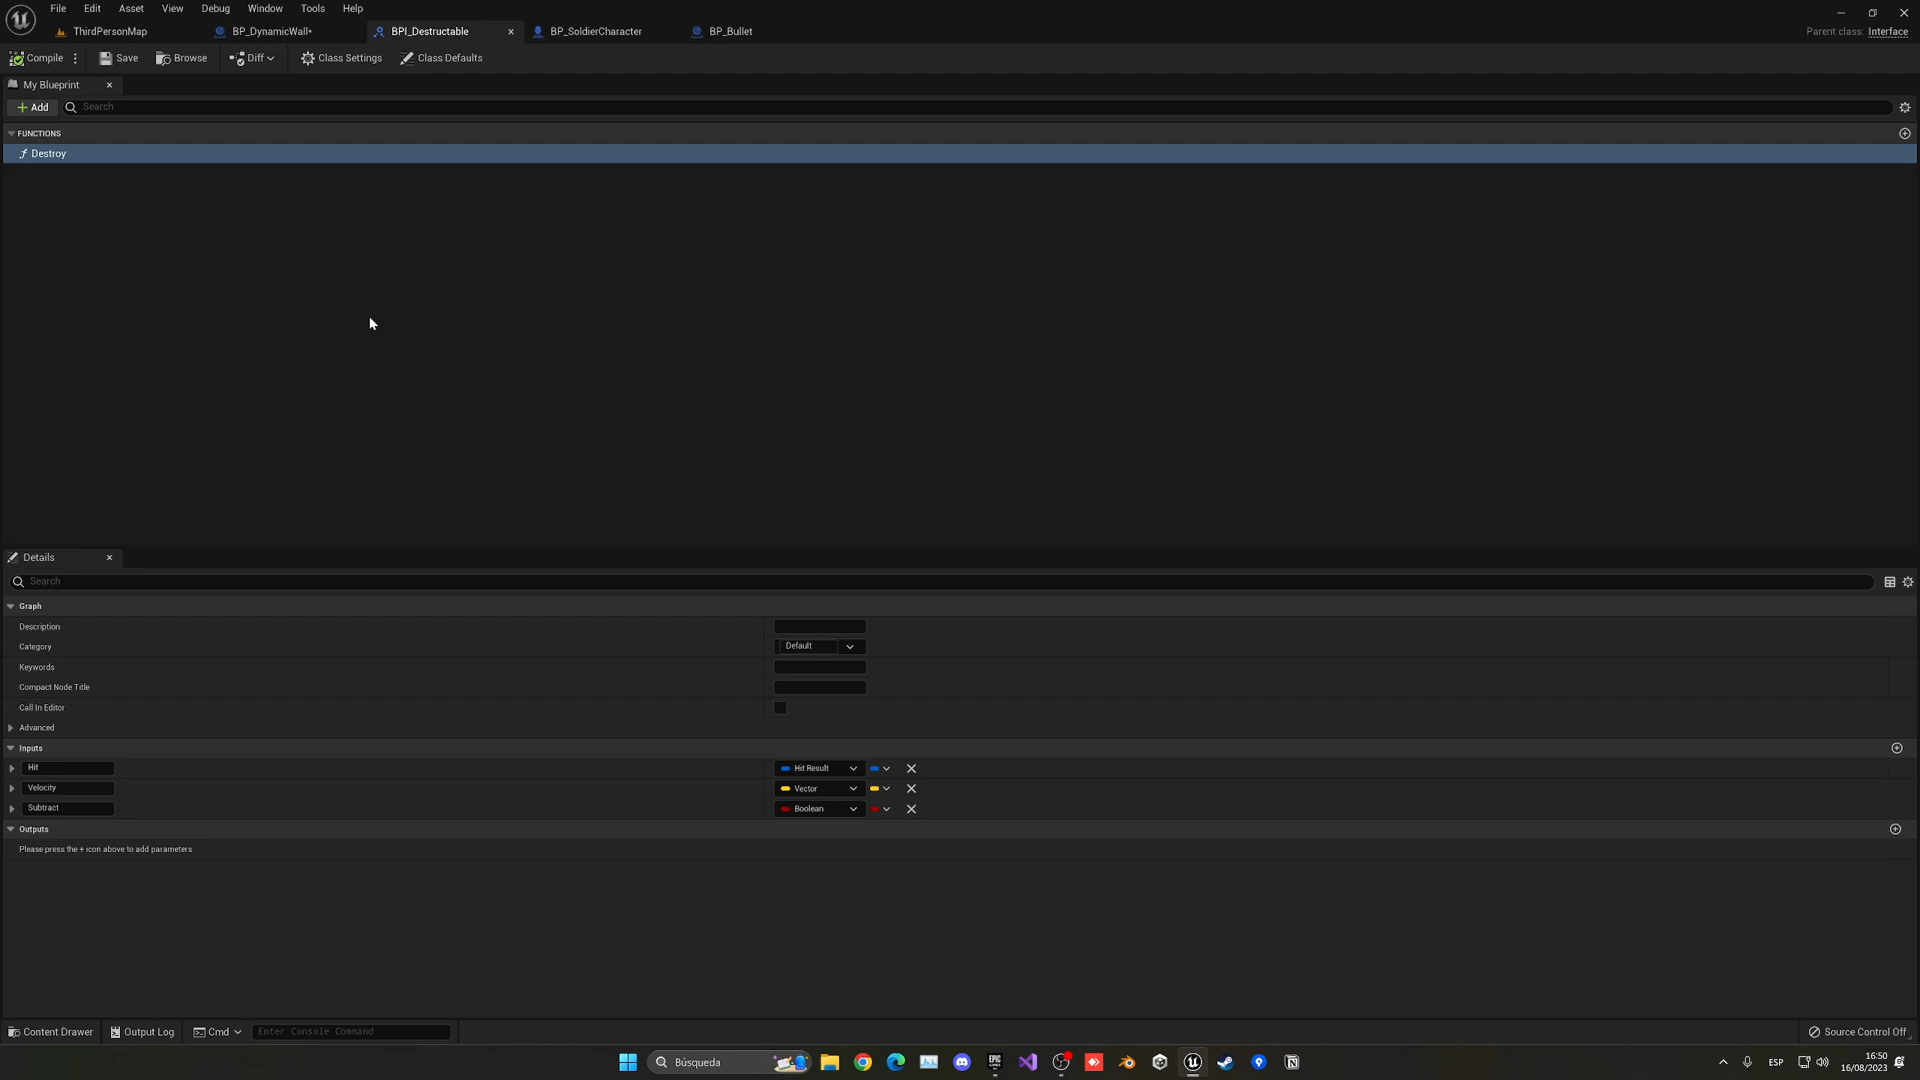 File Edit Asset View Debug Window Tools Help
ThirdPersonMap BP_DynamicWall* BPI_Destructable BP_SoldierCharacter BP_Bullet Parent class: Interface
Compile Save Browse Diff Class Settings Class Defaults
My Blueprint
+ Add Search
FUNCTIONS
f Destroy
Details
Search
Graph
Description
Category Default
Keywords
Compact Node Title
Call In Editor
Advanced
Inputs
Hit Hit Result
Velocity Vector
Subtract Boolean
Outputs
Please press the + icon above to add parameters
Content Drawer Output Log Cmd Enter Console Command Source Control Off
Búsqueda ESP 16:50
16/08/2023